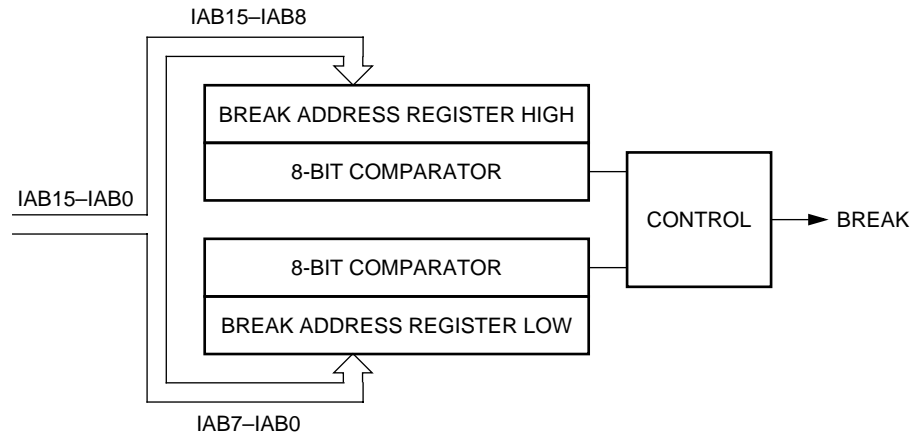 IAB15–IAB8
BREAK ADDRESS REGISTER HIGH
8-BIT COMPARATOR
IAB15–IAB0
CONTROL
BREAK
8-BIT COMPARATOR
BREAK ADDRESS REGISTER LOW
IAB7–IAB0